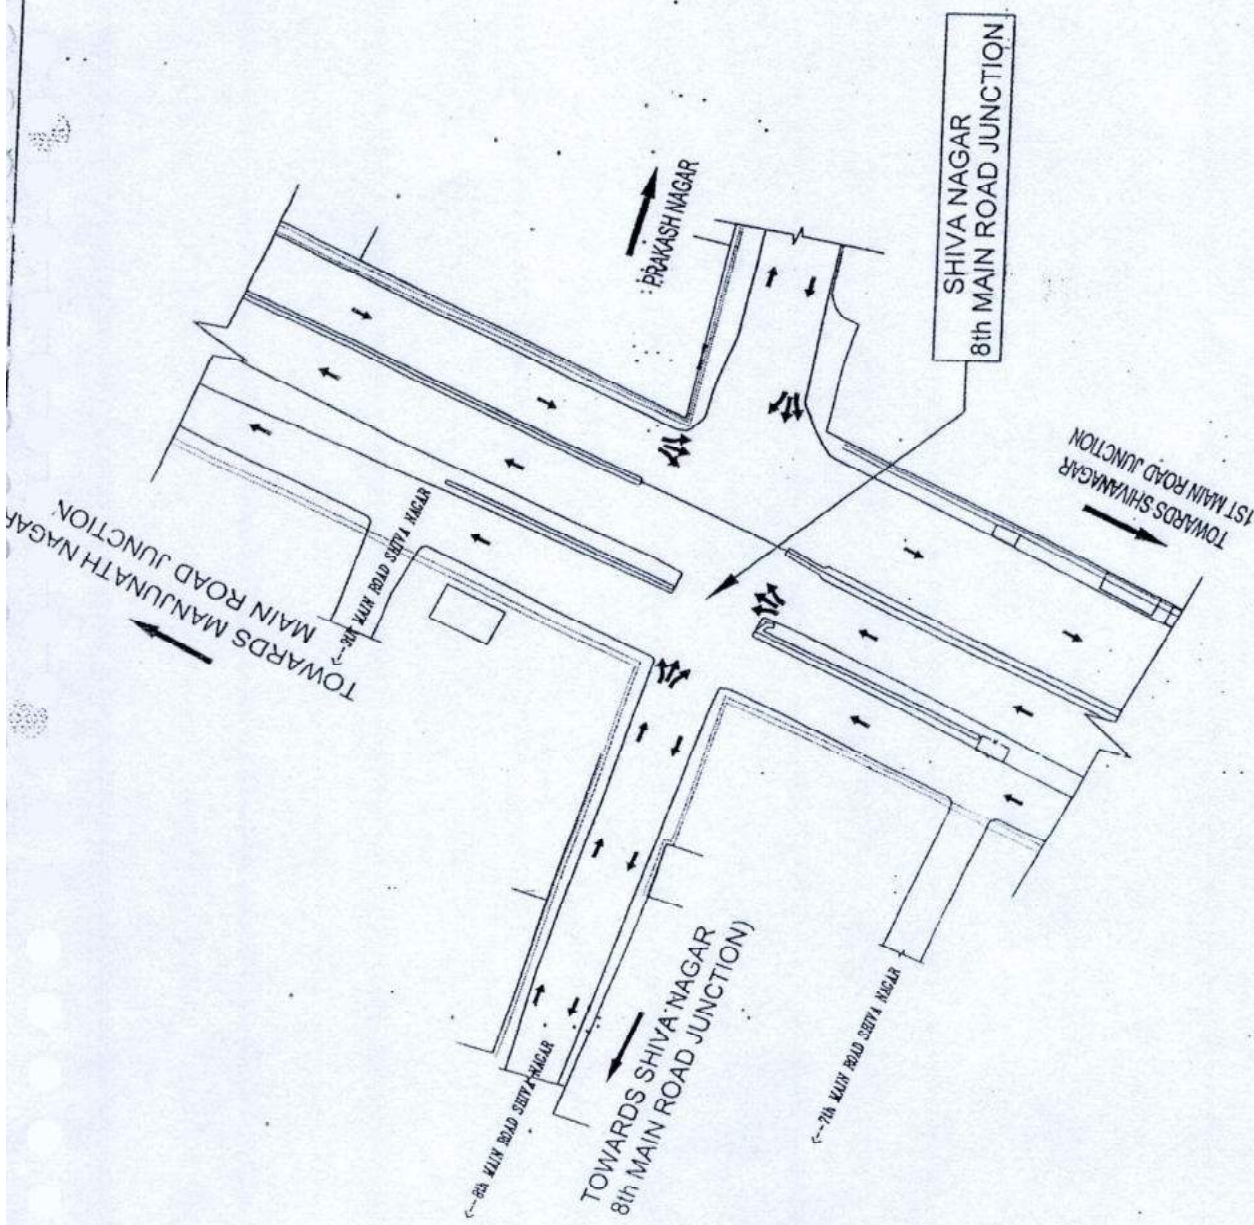 SHIVA NAGAR
8th MAIN ROAD JUNCTION
PRAKASH NAGAR
TOWARDS SHIVANAGAR
1ST MAIN ROAD JUNCTION
TOWARDS MANJUNATH NAGAR
MAIN ROAD JUNCTION
MAIN ROAD SHIVA NAGAR
<--8th MAIN ROAD SHIVA NAGAR
TOWARDS SHIVA NAGAR
8th MAIN ROAD JUNCTION)
<--7th MAIN ROAD SHIVA NAGAR